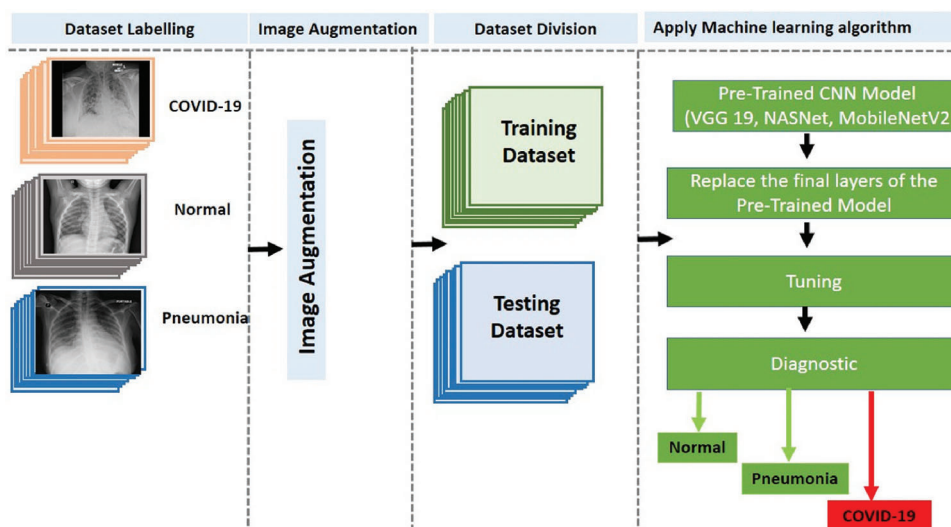 Dataset Labelling
Image Augmentation
Dataset Division
Apply Machine learning algorithm
COVID-19
Normal
Pneumonia
Image Augmentation
Training
Dataset
Testing
Dataset
Pre-Trained CNN Model
(VGG 19, NASNet, MobileNetV2
Replace the final layers of the
Pre-Trained Model
Tuning
Diagnostic
Normal
Pneumonia
COVID-19